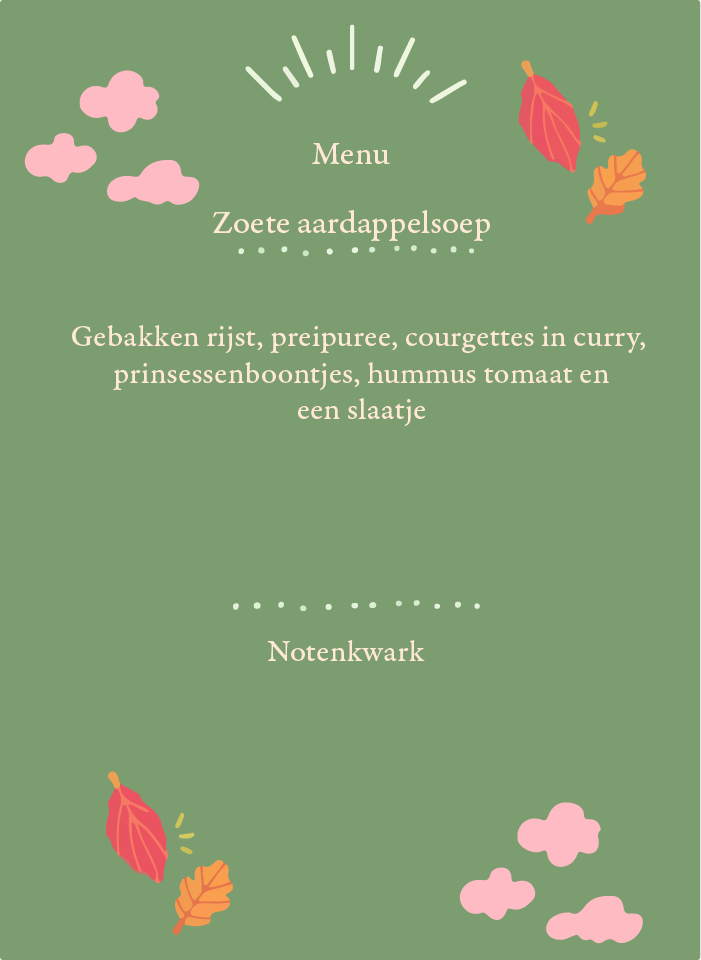 Menu
Zoete aardappelsoep
Gebakken rijst, preipuree, courgettes in curry,
prinsessenboontjes, hummus tomaat en
een slaatje
Notenkwark